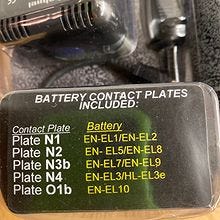 BATTERY CONTACT PLATES
INCLUDED:
Contact Plate Battery
Plate N1 EN-EL1/EN-EL2
Plate N2 EN- EL5/EN-EL8
Plate N3b EN-EL7/EN-EL9
Plate N4 EN-EL3/HL-EL3e
Plate O1b EN-EL10